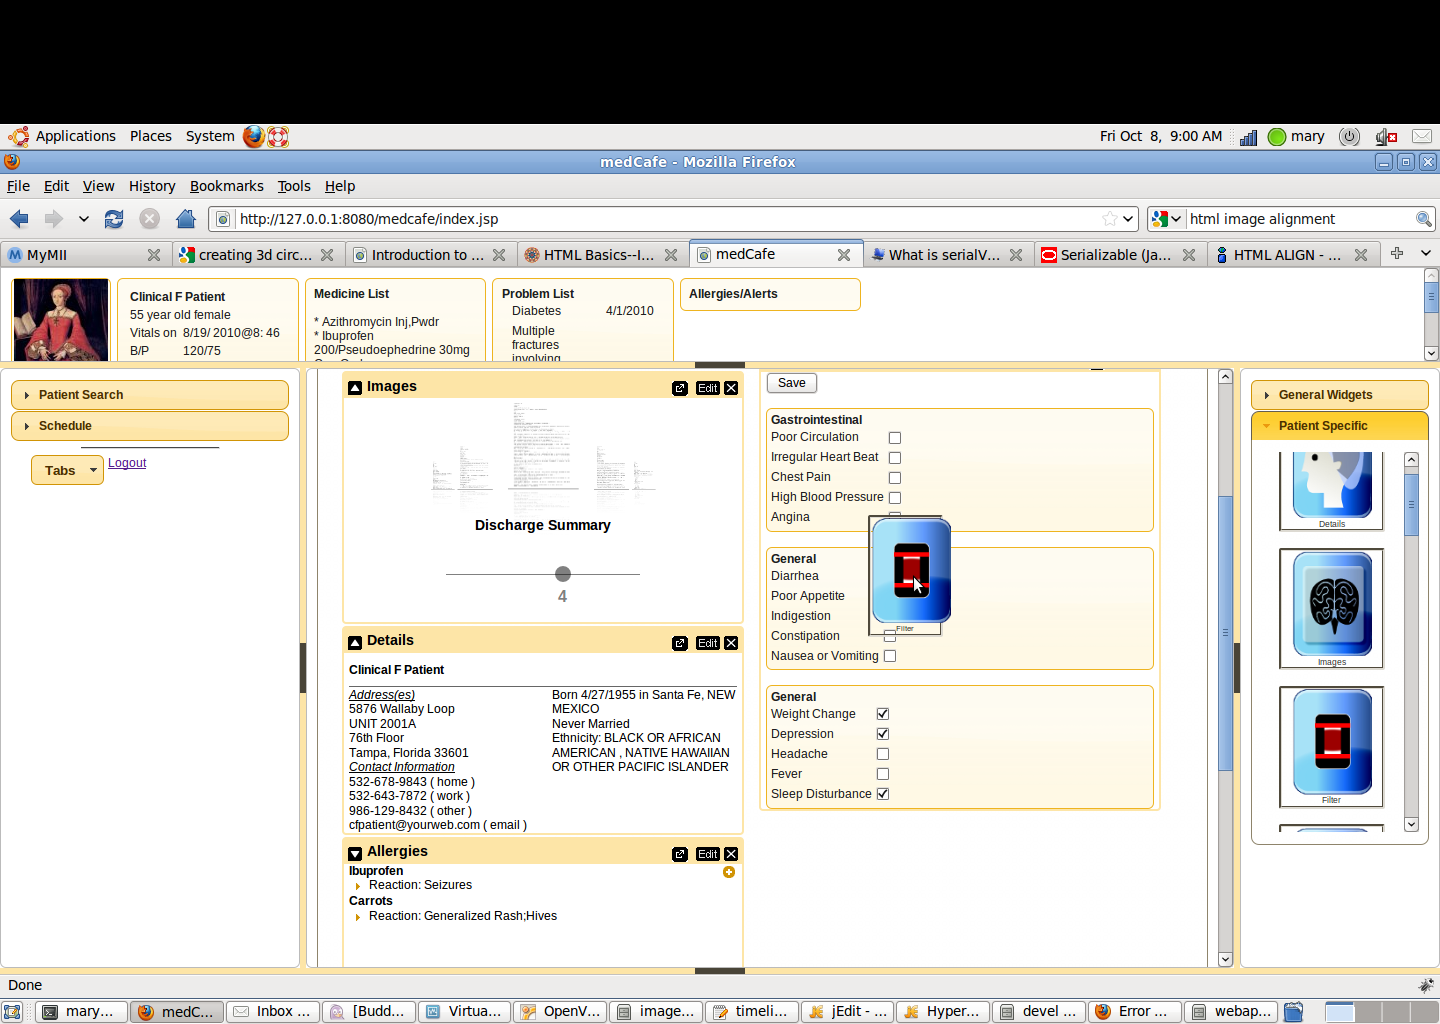 Applications Places System Fri Oct 8, 9:00 AM mary
medCafe - Mozilla Firefox
File Edit View History Bookmarks Tools Help
http://127.0.0.1:8080/medcafe/index.jsp html image alignment
MyMII creating 3d circ... Introduction to ... HTML Basics--I... medCafe What is serialV... Serializable (Ja... HTML ALIGN - ...
Clinical F Patient
55 year old female
Vitals on 8/19/ 2010@8: 46
B/P 120/75
Medicine List
* Azithromycin Inj,Pwdr
* Ibuprofen
200/Pseudoephedrine 30mg
Problem List
Diabetes 4/1/2010
Multiple
fractures
involving
Allergies/Alerts
Patient Search
Schedule
Tabs Logout
Images Edit
Discharge Summary
4
Details Edit
Clinical F Patient
Address(es)
5876 Wallaby Loop
UNIT 2001A
76th Floor
Tampa, Florida 33601
Contact Information
532-678-9843 ( home )
532-643-7872 ( work )
986-129-8432 ( other )
cfpatient@yourweb.com ( email )
Born 4/27/1955 in Santa Fe, NEW
MEXICO
Never Married
Ethnicity: BLACK OR AFRICAN
AMERICAN , NATIVE HAWAIIAN
OR OTHER PACIFIC ISLANDER
Allergies Edit
Ibuprofen
Reaction: Seizures
Carrots
Reaction: Generalized Rash;Hives
Save
Gastrointestinal
Poor Circulation
Irregular Heart Beat
Chest Pain
High Blood Pressure
Angina
General
Diarrhea
Poor Appetite
Indigestion
Constipation
Nausea or Vomiting
Filter
General
Weight Change
Depression
Headache
Fever
Sleep Disturbance
General Widgets
Patient Specific
Details
Images
Filter
Done
mary... medC... Inbox ... [Budd... Virtua... OpenV... image... timeli... jEdit - ... Hyper... devel ... Error ... webap...